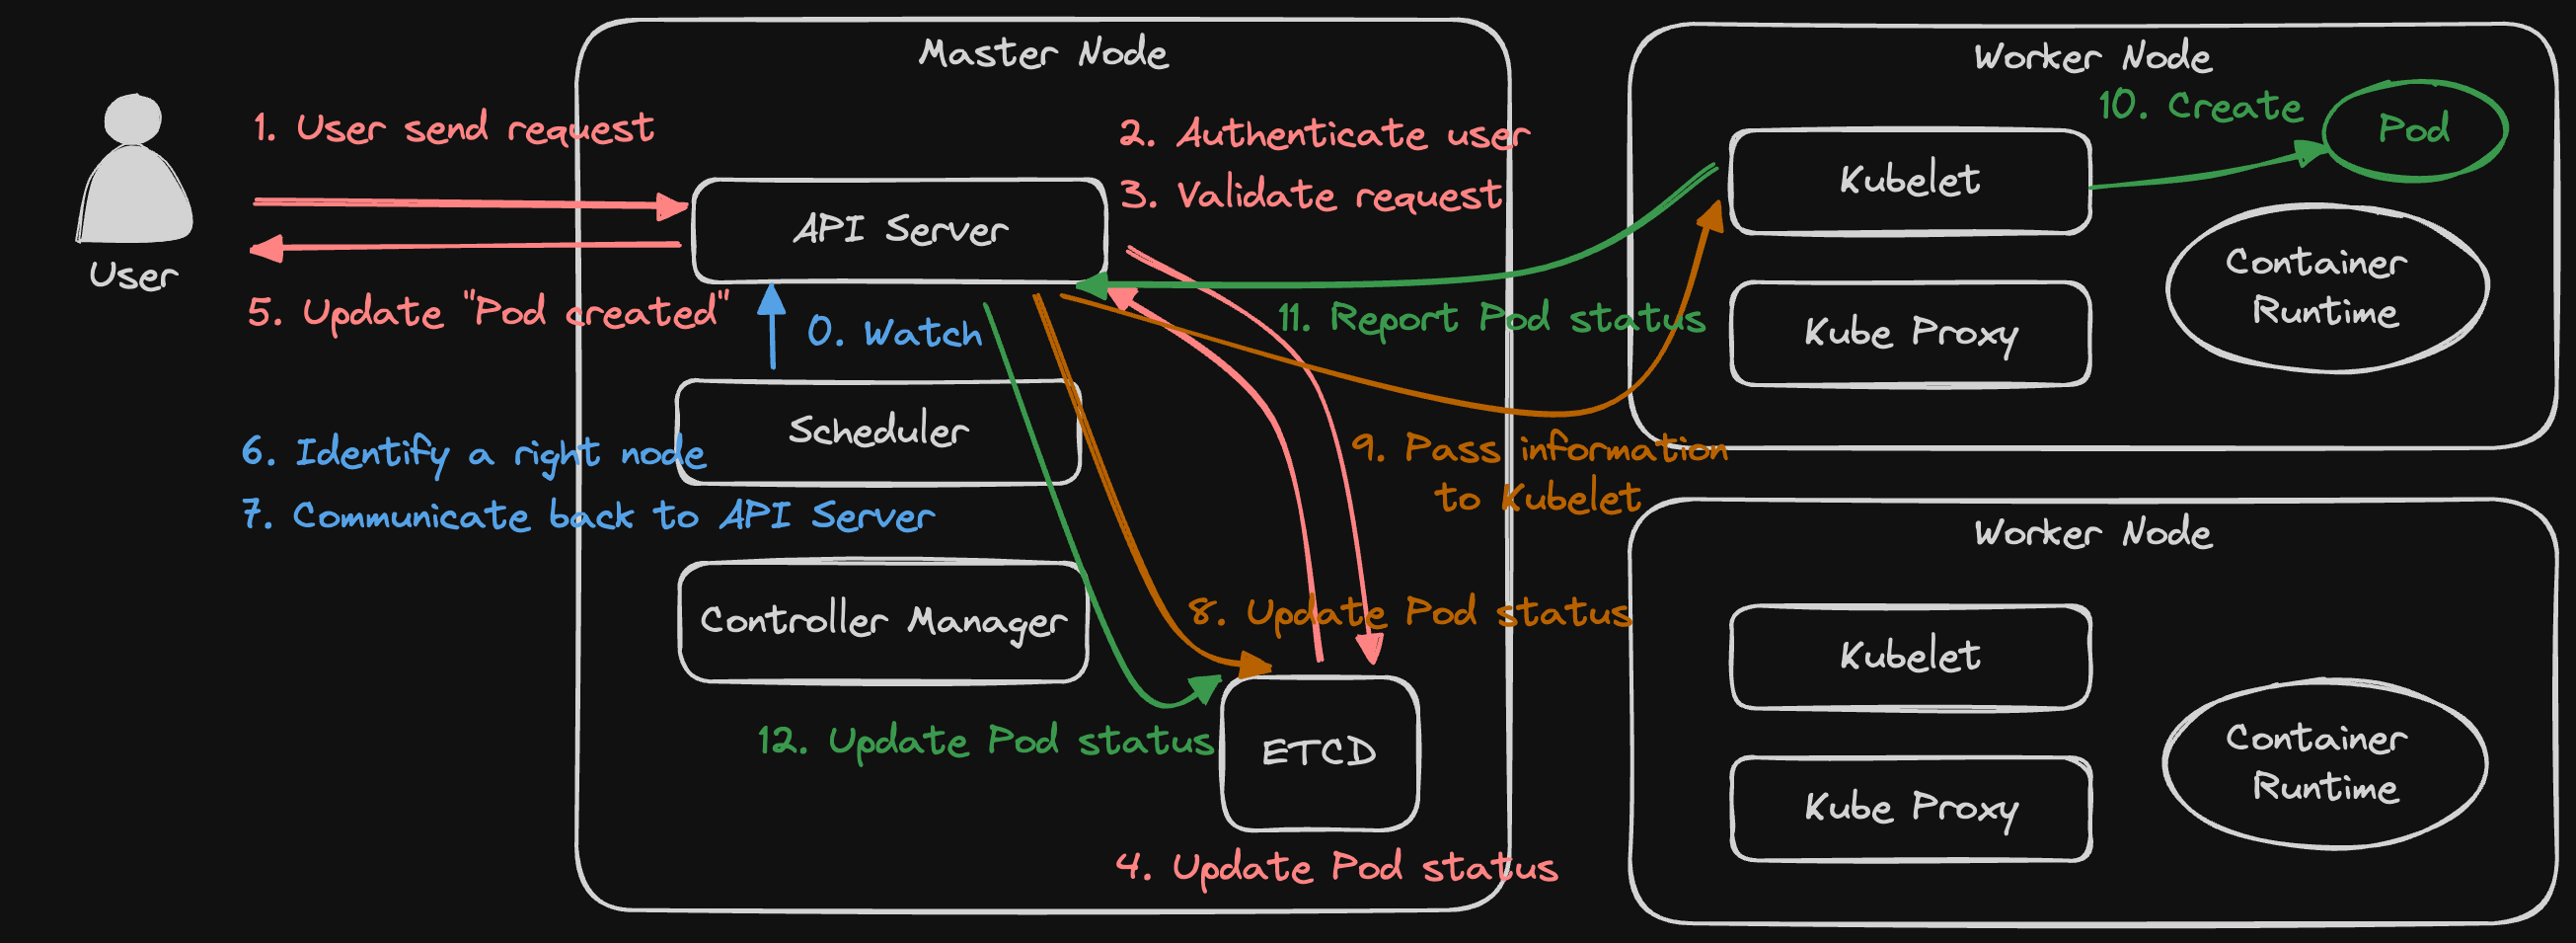 Master Node
Worker Node
1. User send request
2. Authenticate user
3. Validate request
10. Create
Pod
Kubelet
API Server
User
Container
Runtime
5. Update "Pod created"
0. Watch
11. Report Pod status
Kube Proxy
Scheduler
6. Identify a right node
7. Communicate back to API Server
9. Pass information
to Kubelet
Worker Node
Controller Manager
8. Update Pod status
Kubelet
12. Update Pod status
ETCD
Container
Runtime
Kube Proxy
4. Update Pod status